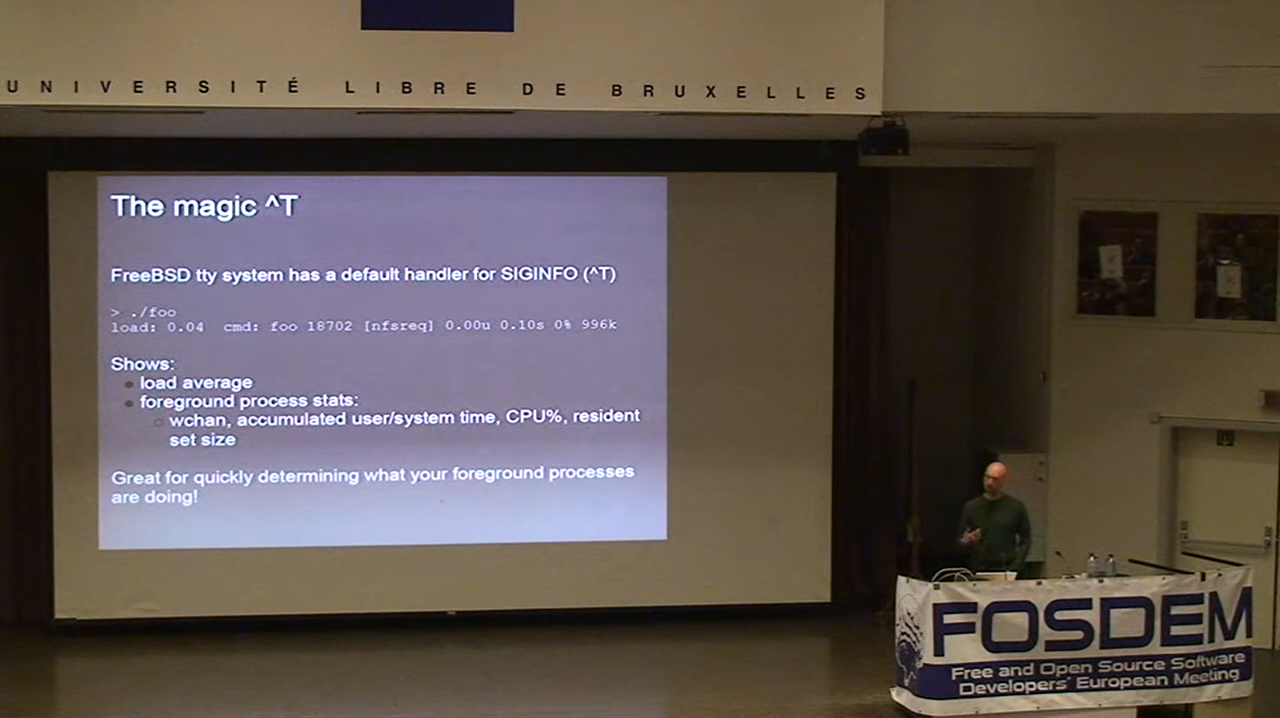 UNIVERSITÉ LIBRE DE BRUXELLES
The magic ^T
FreeBSD tty system has a default handler for SIGINFO (^T)
> ./foo
load: 0.04  cmd: foo 18702 [nfsreq] 0.00u 0.10s 0% 996k
Shows:
load average
foreground process stats:
wchan, accumulated user/system time, CPU%, resident
set size
Great for quickly determining what your foreground processes
are doing!
FOSDEM
Free and Open Source Software
Developers' European Meeting